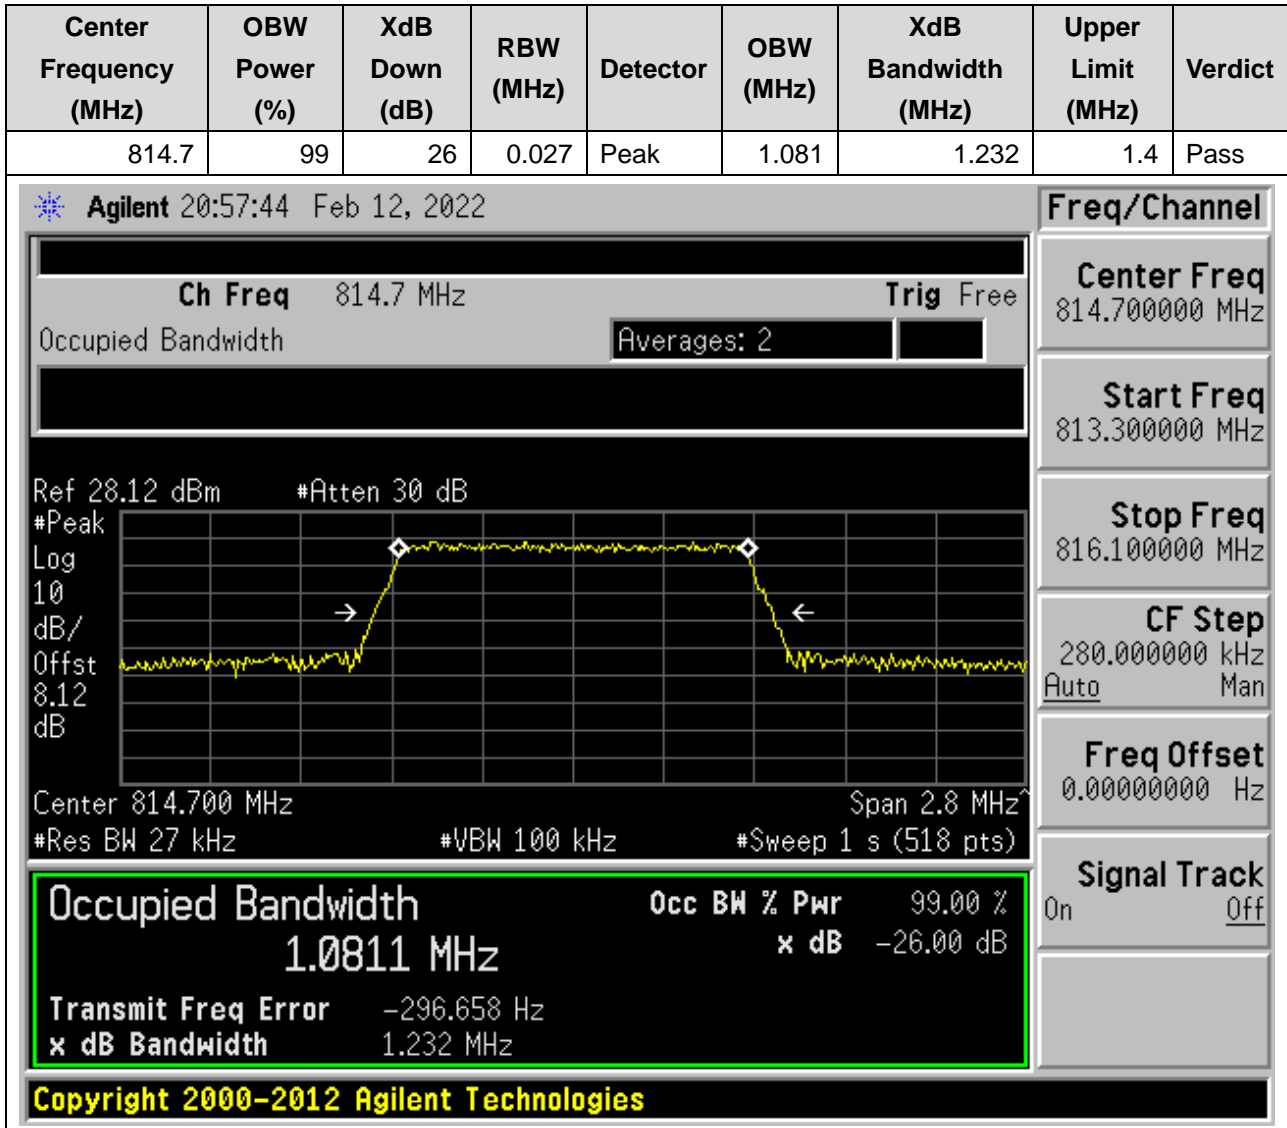 Center Frequency (MHz) OBW Power (%) XdB Down (dB) RBW (MHz) Detector OBW (MHz) XdB Bandwidth (MHz) Upper Limit (MHz) Verdict
814.7 99 26 0.027 Peak 1.081 1.232 1.4 Pass
Agilent 20:57:44 Feb 12, 2022
Ch Freq 814.7 MHz Trig Free
Occupied Bandwidth Averages: 2
Ref 28.12 dBm #Atten 30 dB
#Peak
Log
10
dB/
Offst
8.12
dB
Center 814.700 MHz Span 2.8 MHz^
#Res BW 27 kHz #VBW 100 kHz #Sweep 1 s (518 pts)
Occupied Bandwidth Occ BW % Pwr 99.00 %
1.0811 MHz x dB -26.00 dB
Transmit Freq Error -296.658 Hz
x dB Bandwidth 1.232 MHz
Copyright 2000-2012 Agilent Technologies
Freq/Channel
Center Freq
814.700000 MHz
Start Freq
813.300000 MHz
Stop Freq
816.100000 MHz
CF Step
280.000000 kHz
Auto Man
Freq Offset
0.00000000 Hz
Signal Track
On Off